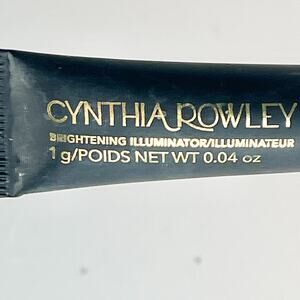 CYNTHIA ROWLEY
BRIGHTENING ILLUMINATOR/ILLUMINATEUR
1 g/POIDS NET WT 0.04 oz